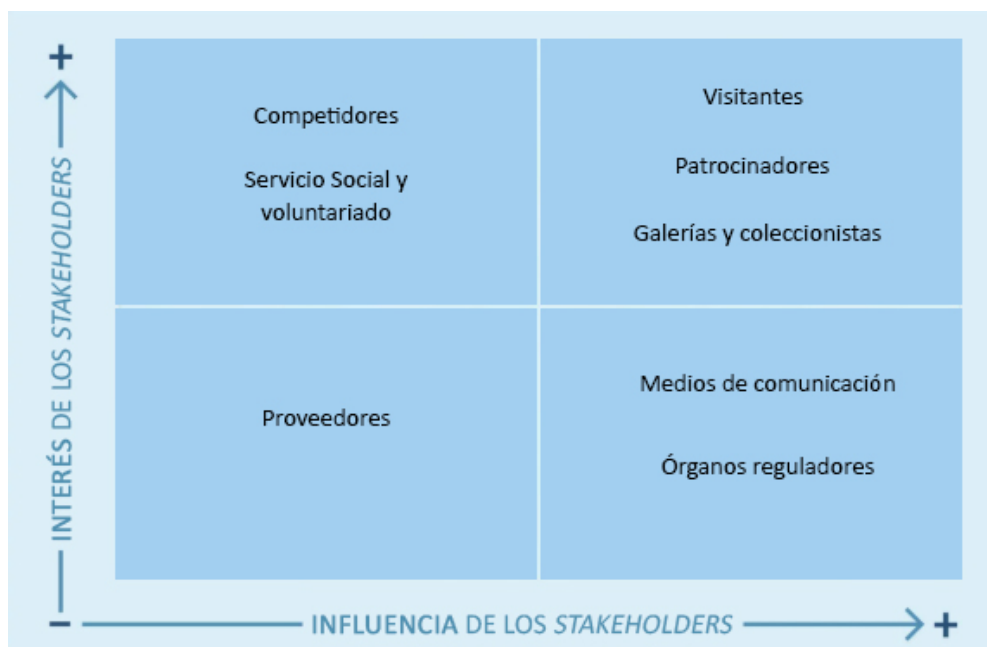 +
INTERÉS DE LOS STAKEHOLDERS
Competidores
Servicio Social y
voluntariado
Visitantes
Patrocinadores
Galerías y coleccionistas
Proveedores
Medios de comunicación
Órganos reguladores
−
INFLUENCIA DE LOS STAKEHOLDERS
+